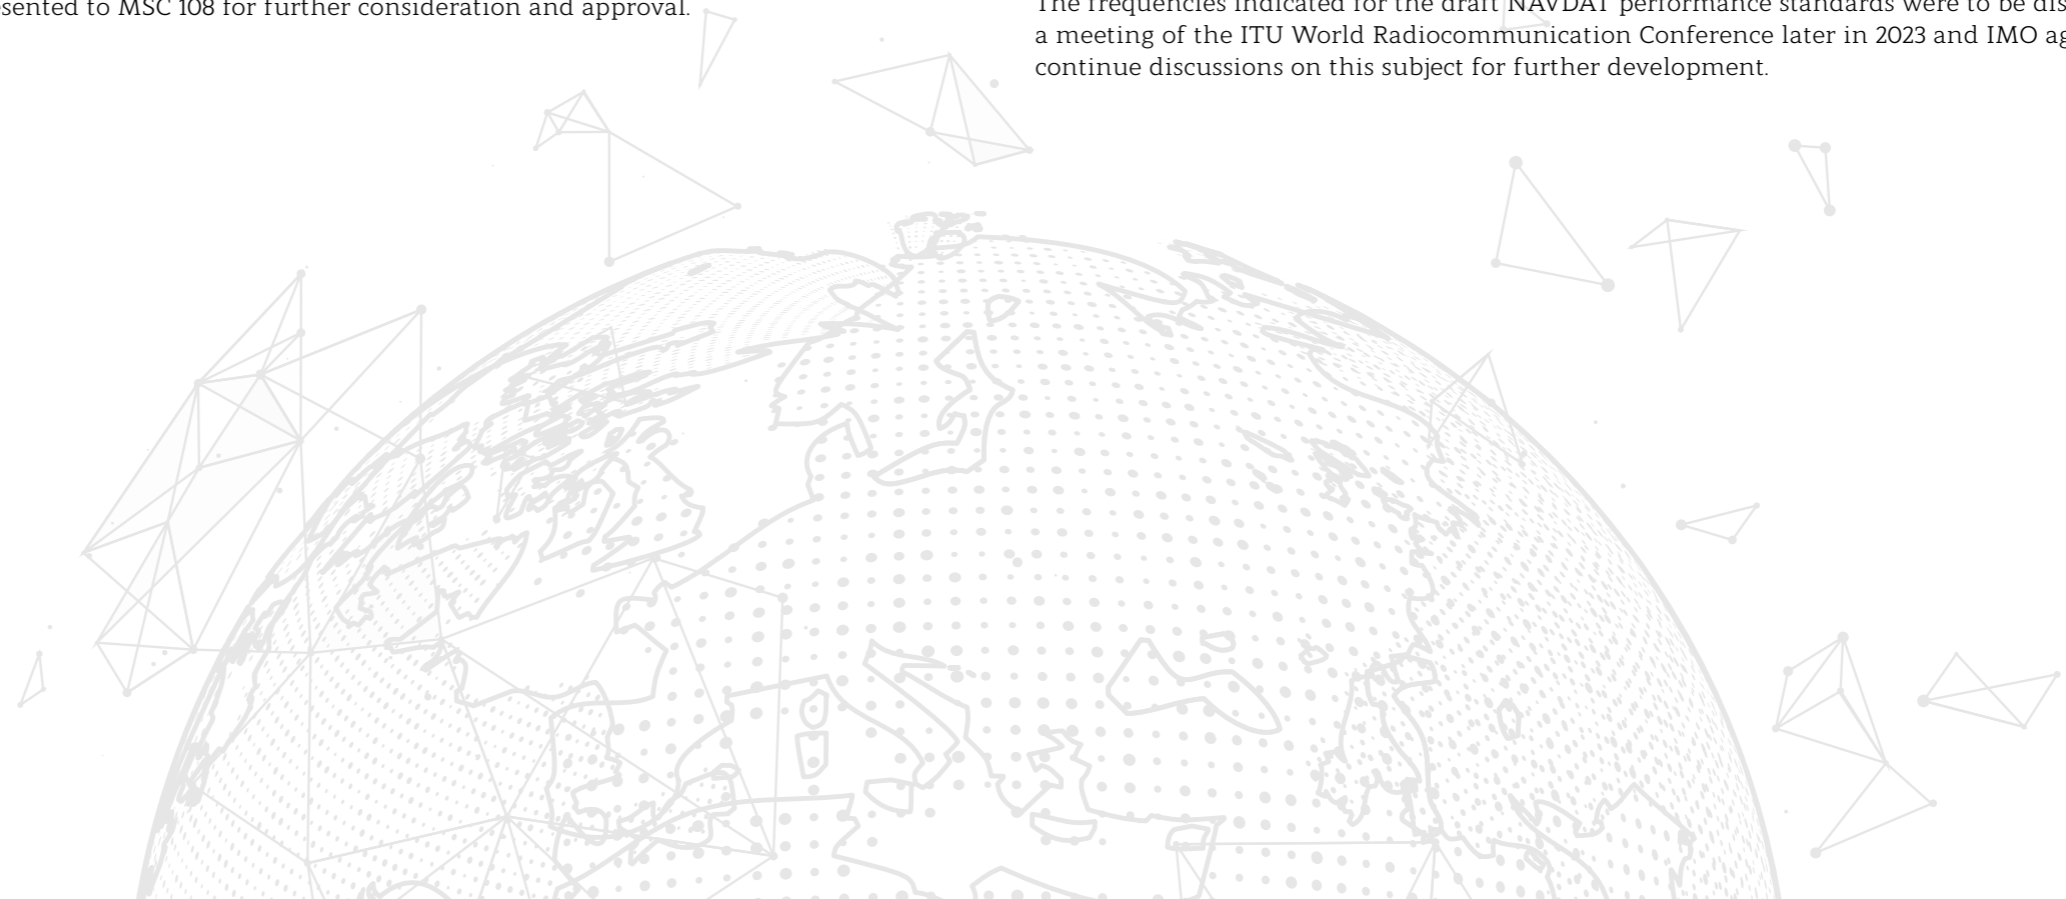 sented to MSC 108 for further consideration and approval.
The frequencies indicated for the draft NAVDAT performance standards were to be dis
a meeting of the ITU World Radiocommunication Conference later in 2023 and IMO ag
continue discussions on this subject for further development.